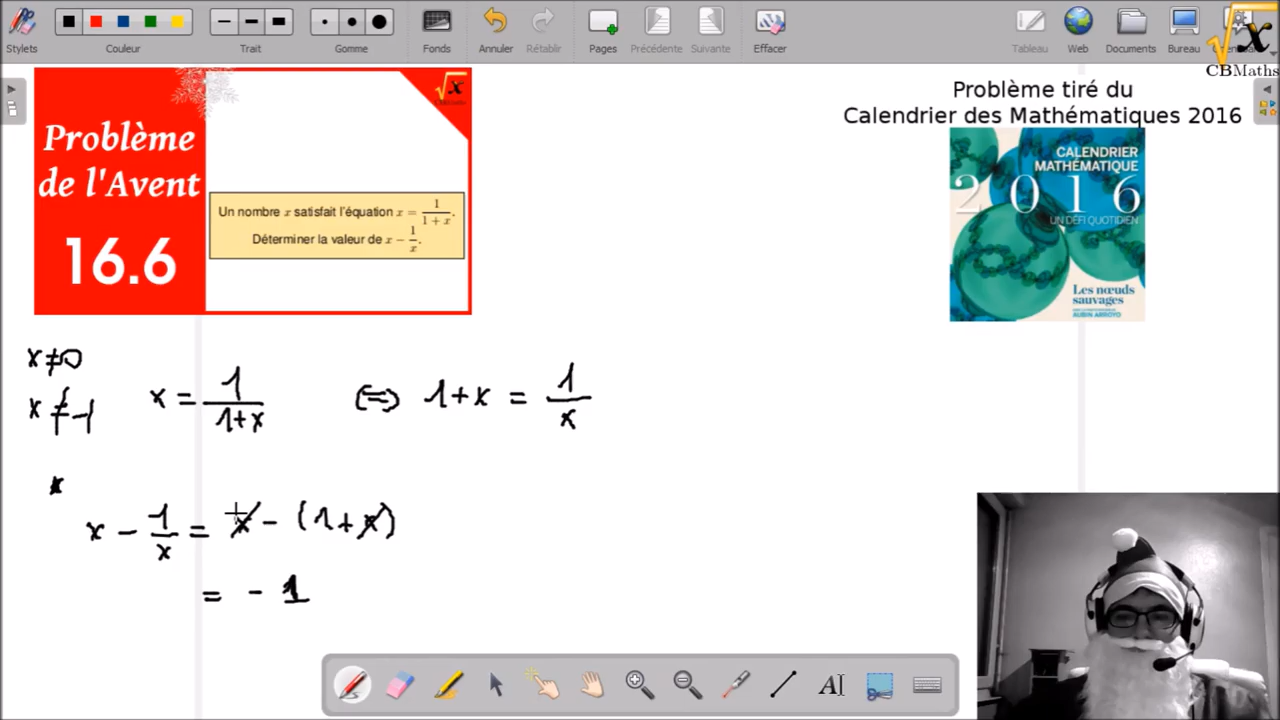 Stylets
Couleur
Trait
Gomme
Fonds
Annuler
Rétablir
Pages
Précédente
Suivante
Effacer
Tableau
Web
Documents
Bureau
√x
CBMaths
Problème
de l'Avent
16.6
√x
Un nombre x satisfait l'équation x = 1/(1 + x).
Déterminer la valeur de x − 1/x.
Problème tiré du
Calendrier des Mathématiques 2016
CALENDRIER
MATHÉMATIQUE
2016
UN DÉFI QUOTIDIEN
Les nœuds
sauvages
AUBIN ARROYO
x ≠ 0
x ≠ -1
x = 1/(1+x) ⟺ 1+x = 1/x
x
x − 1/x = x − (1+x)
= − 1
AI